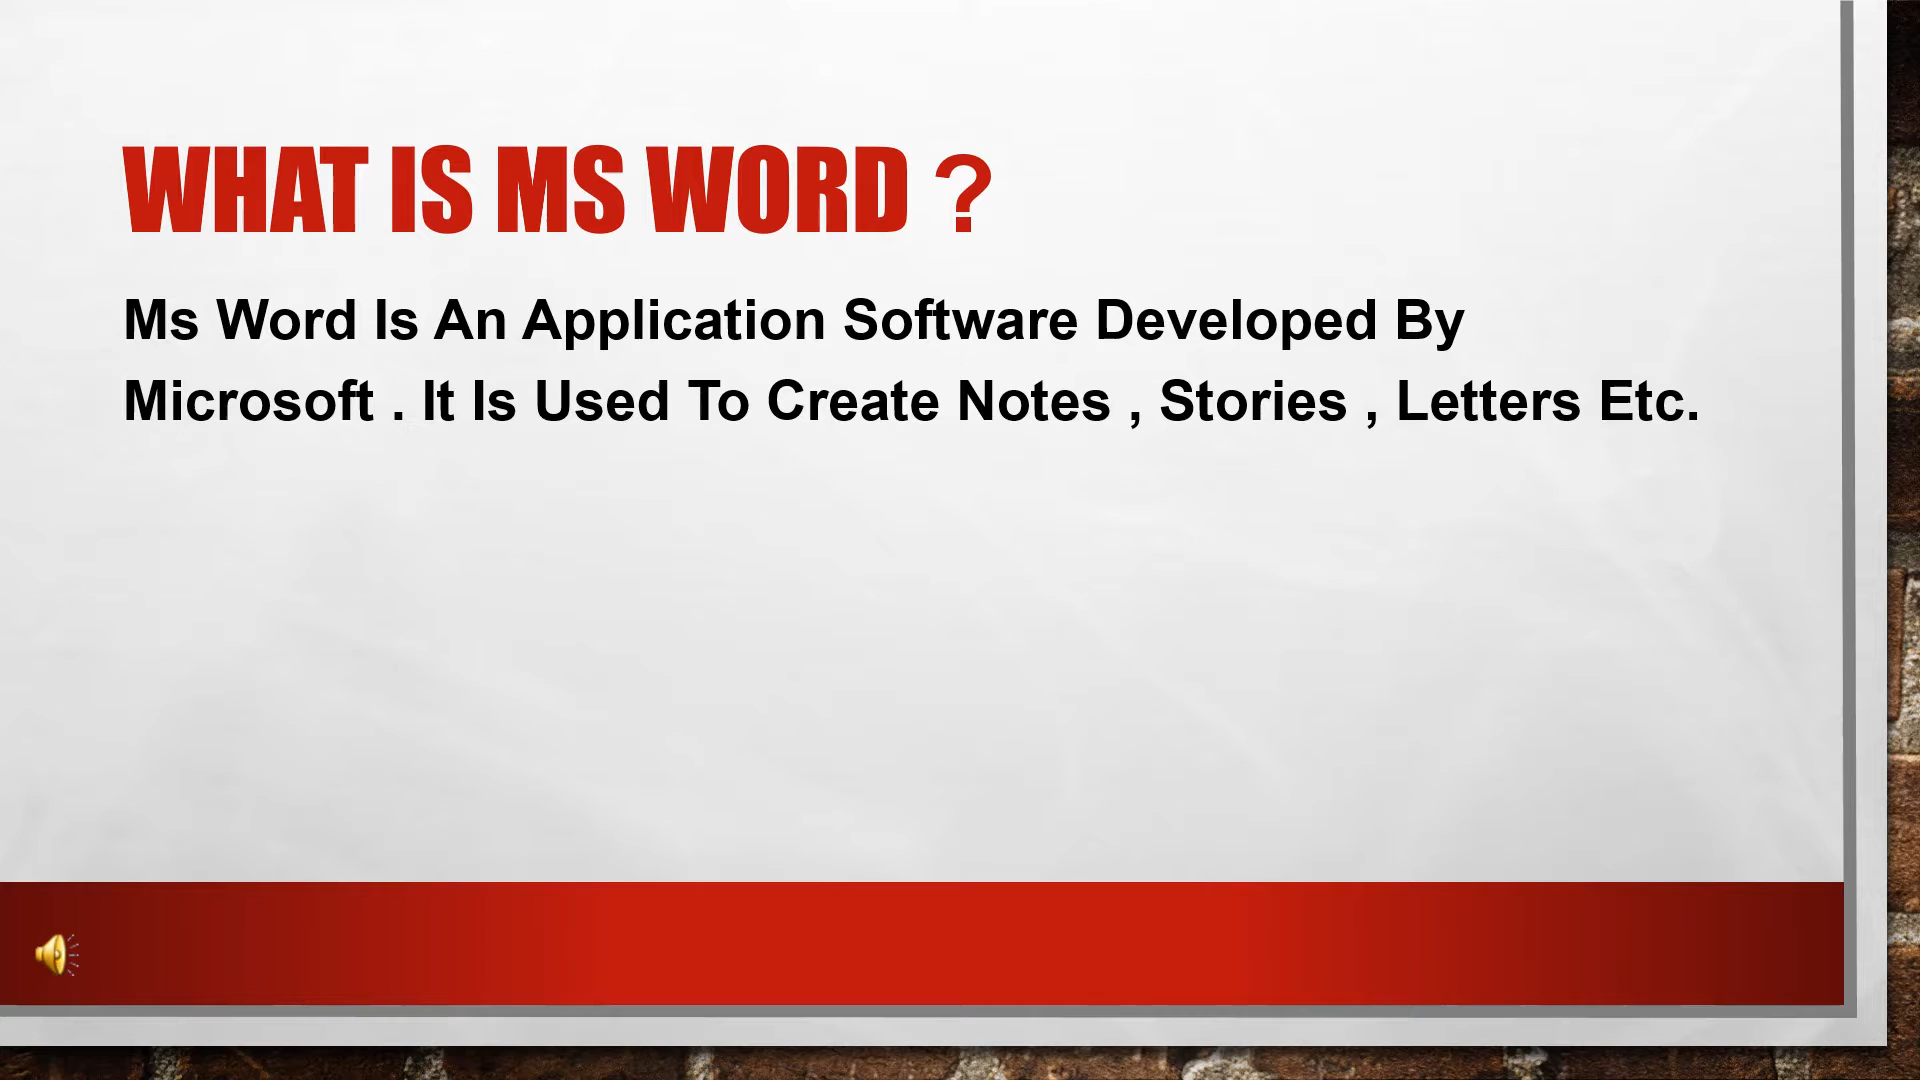 WHAT IS MS WORD ?
Ms Word Is An Application Software Developed By
Microsoft . It Is Used To Create Notes , Stories , Letters Etc.